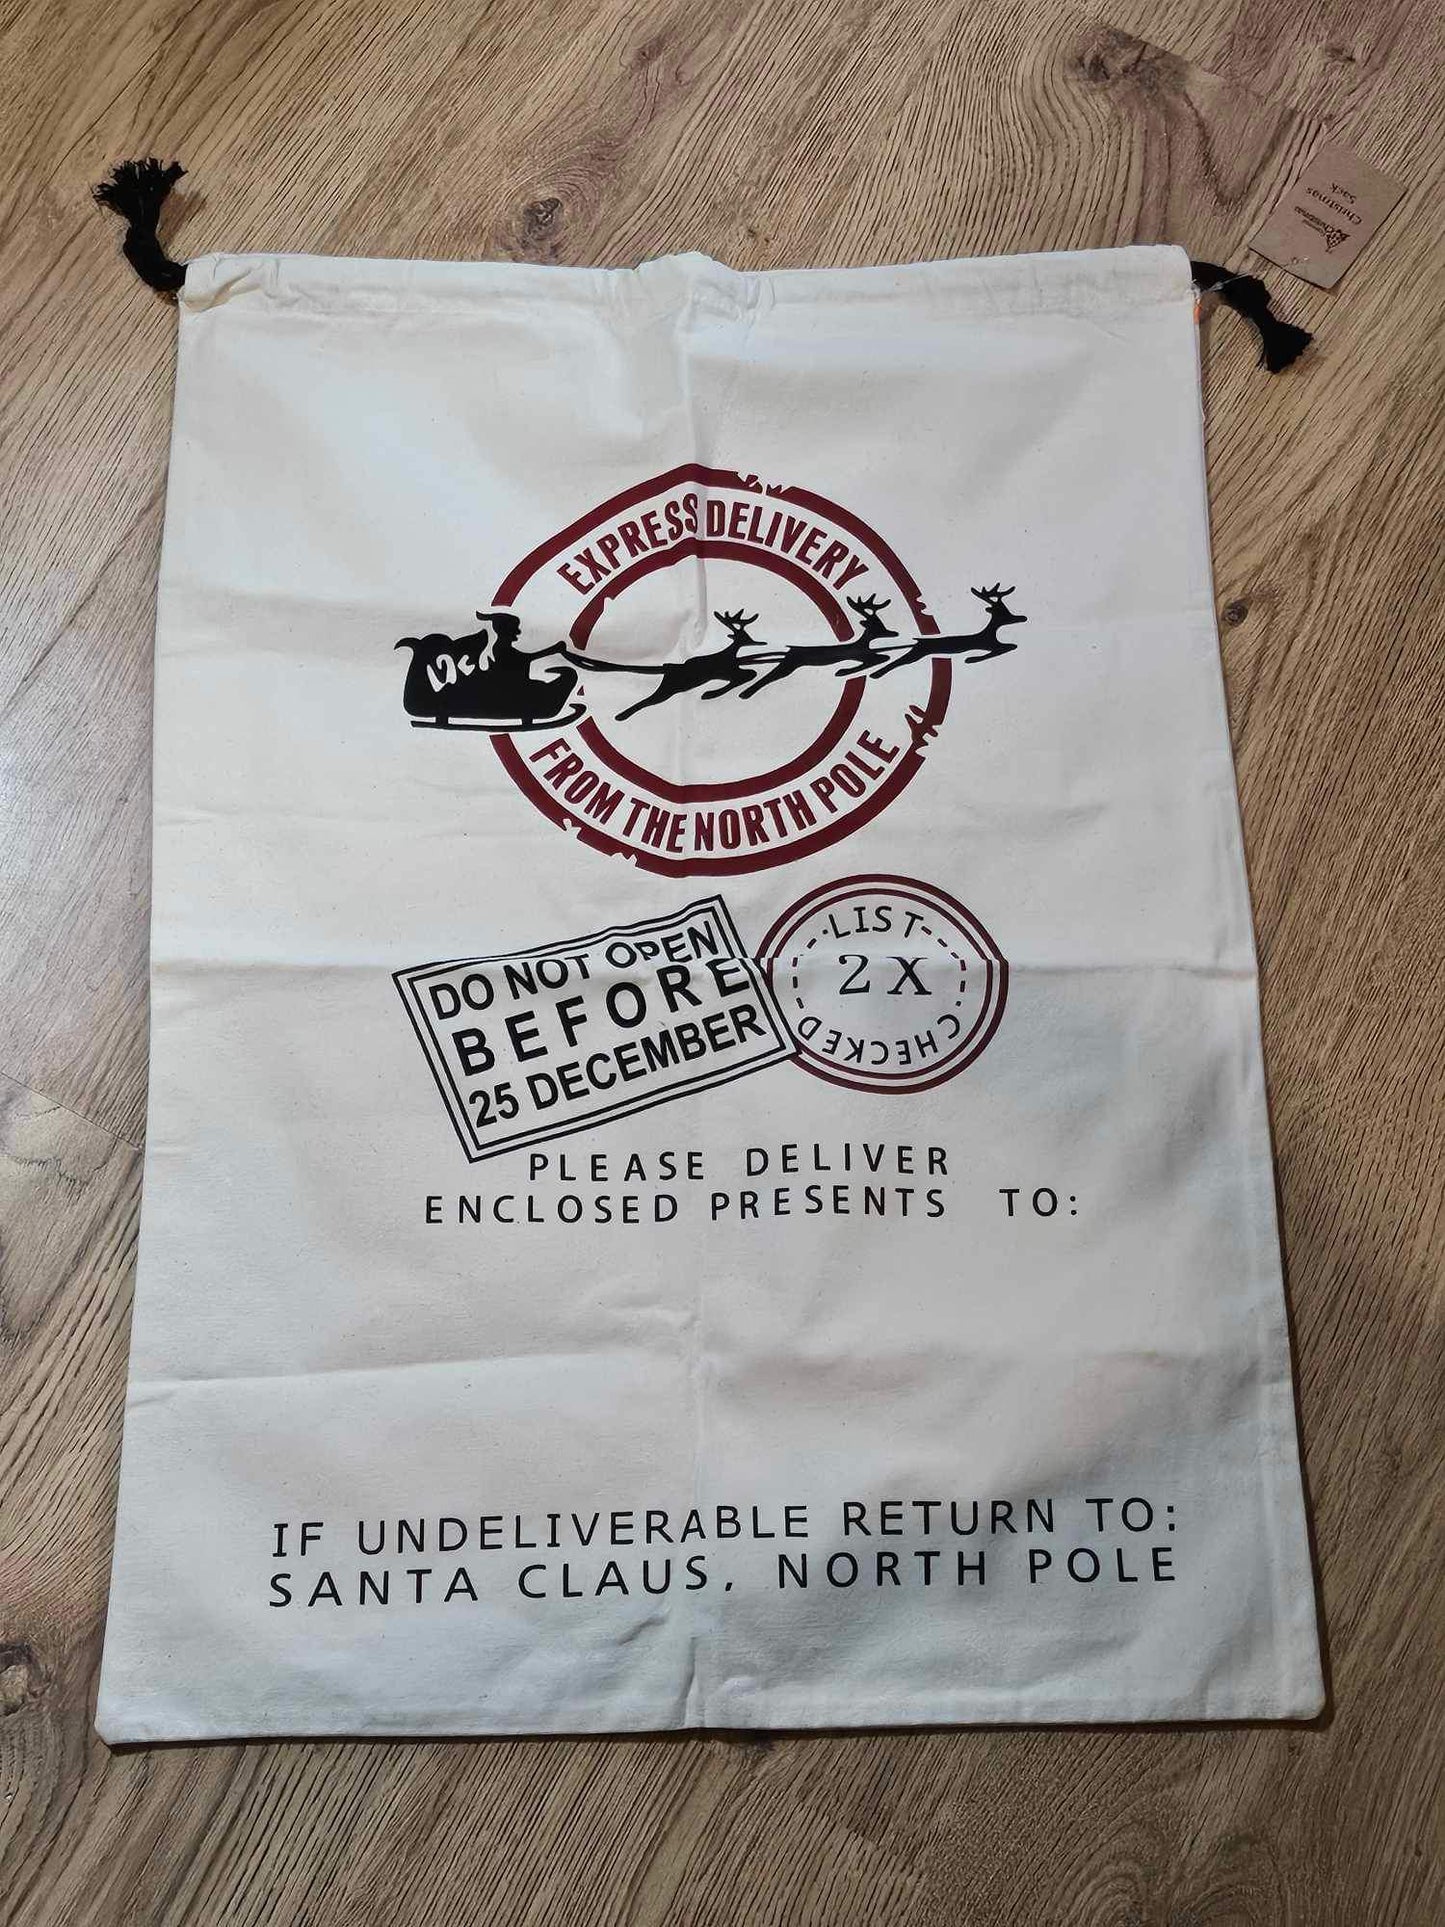 EXPRESS DELIVERY
FROM THE NORTH POLE
DO NOT OPEN
BEFORE
25 DECEMBER
LIST
2 X
CHECKED
PLEASE DELIVER
ENCLOSED PRESENTS TO:
IF UNDELIVERABLE RETURN TO:
SANTA CLAUS, NORTH POLE
Christmas
Sack